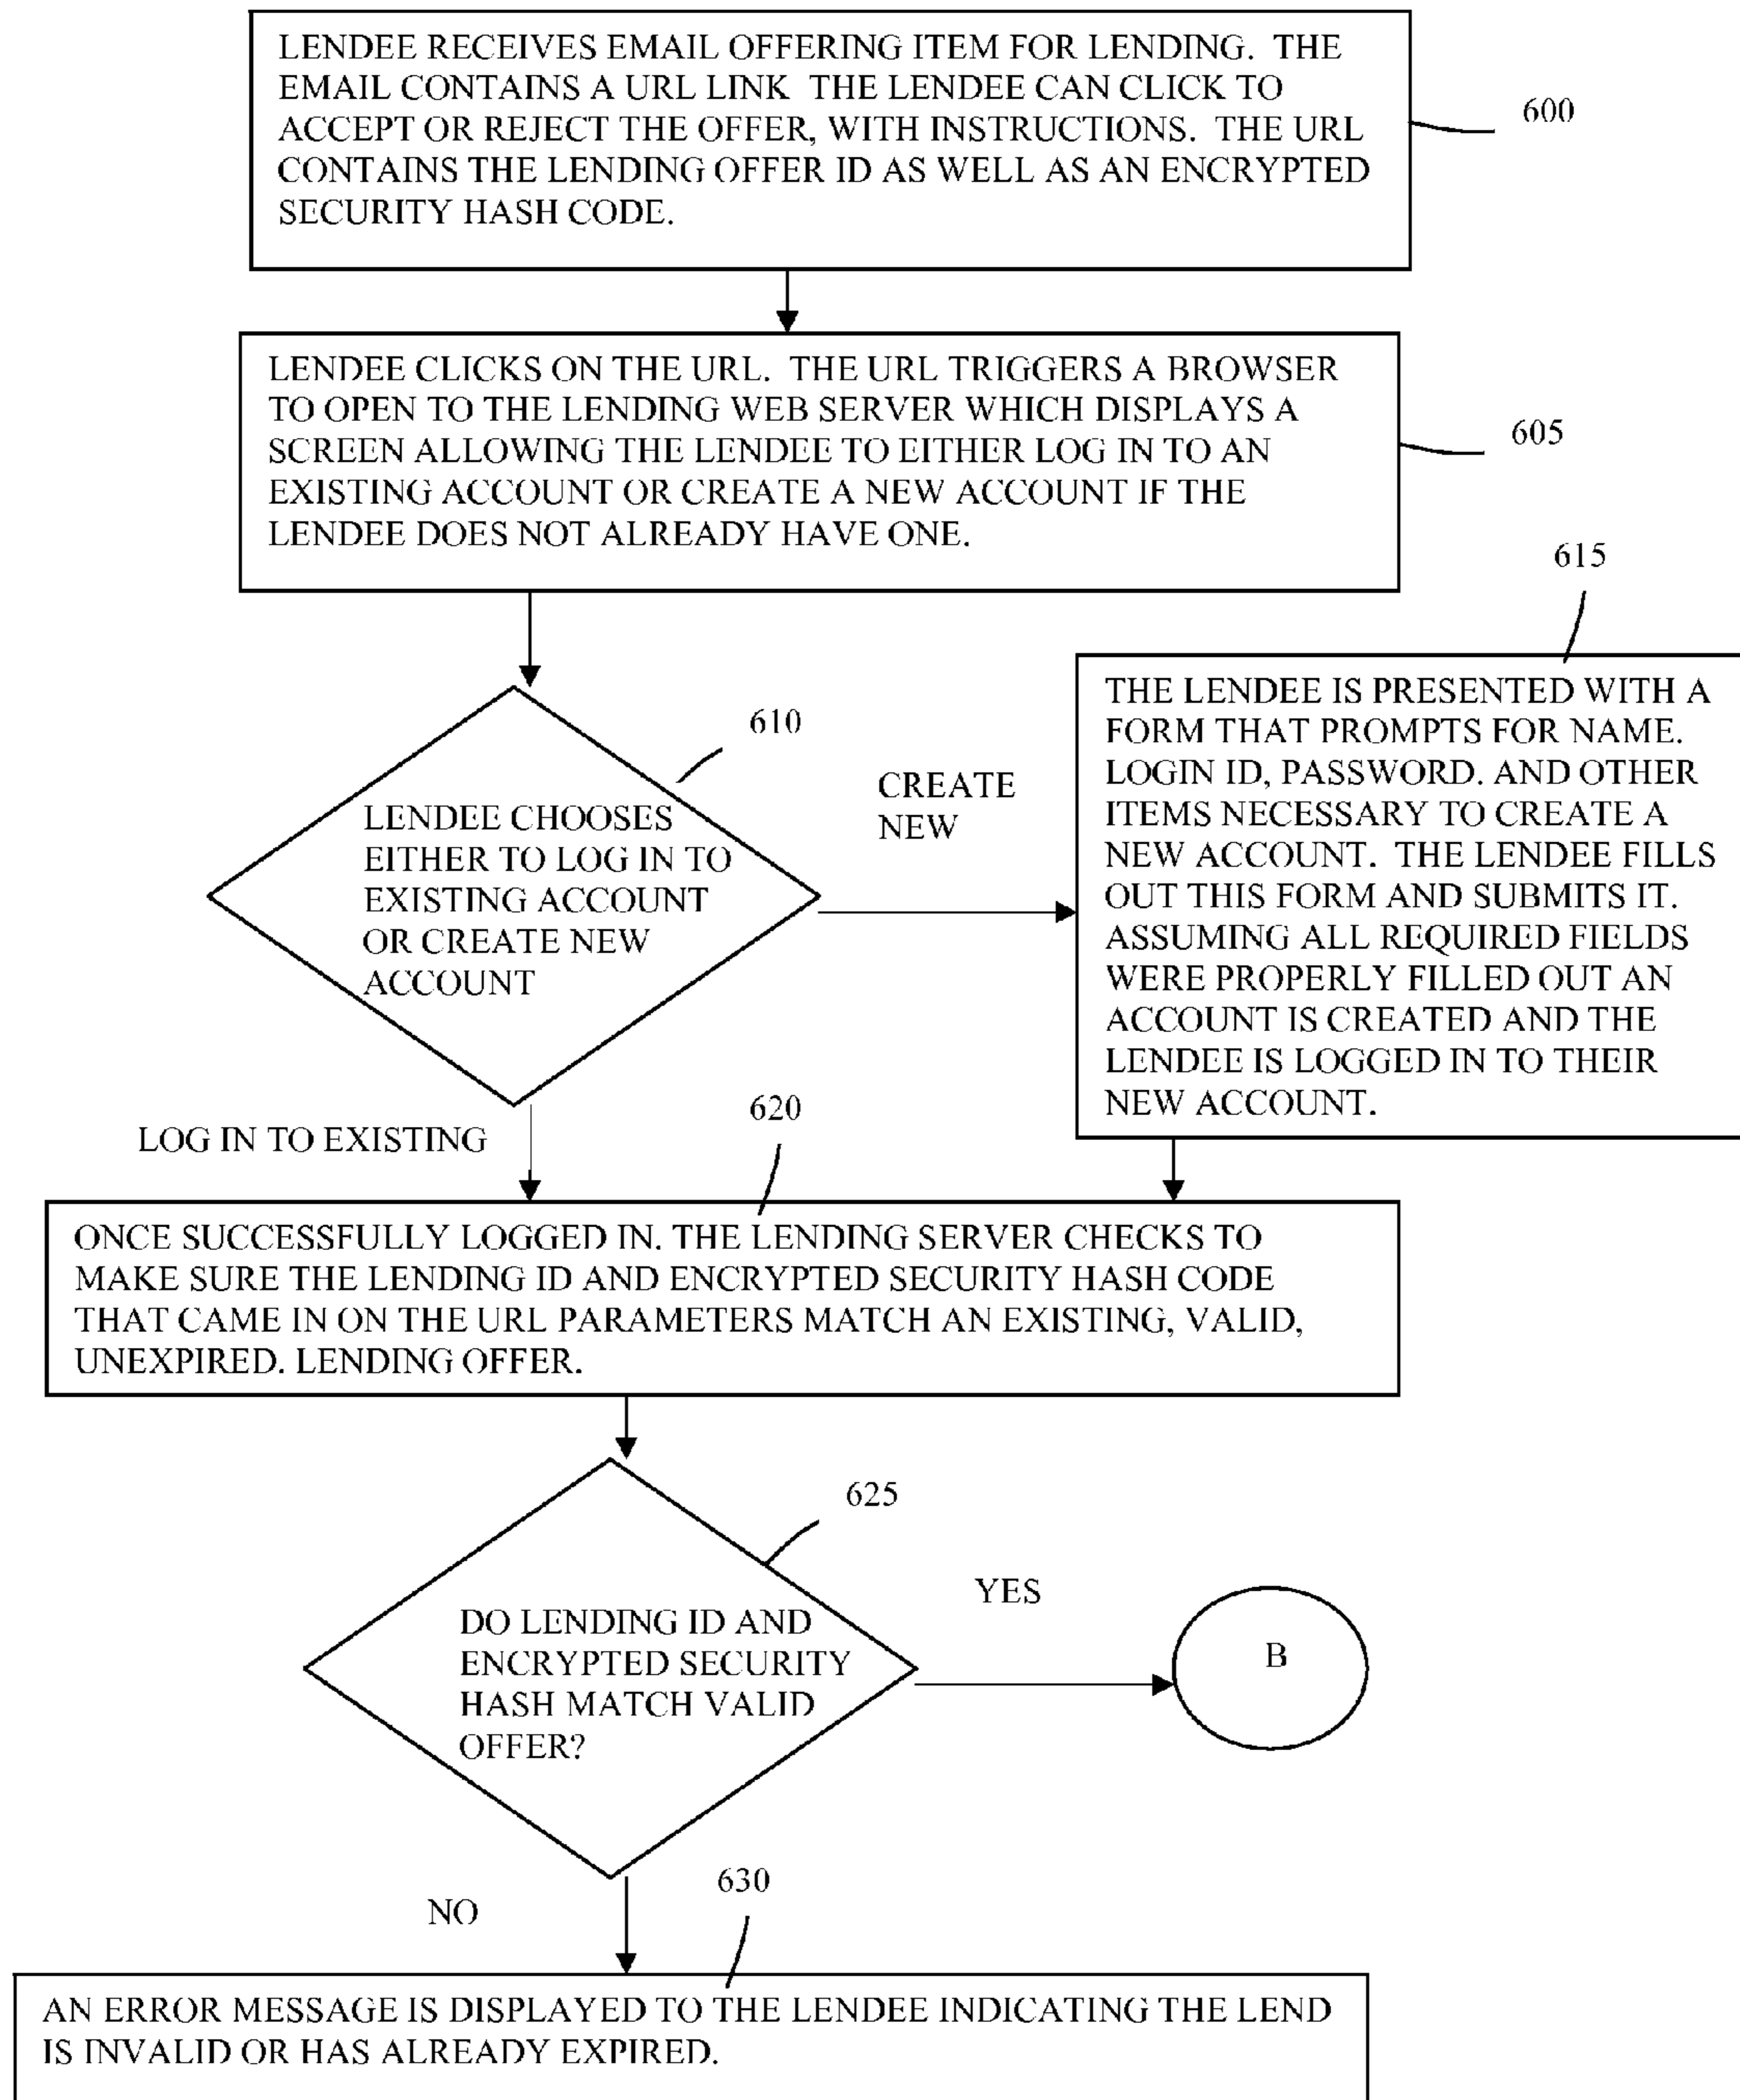 LENDEE RECEIVES EMAIL OFFERING ITEM FOR LENDING. THE
EMAIL CONTAINS A URL LINK THE LENDEE CAN CLICK TO
ACCEPT OR REJECT THE OFFER, WITH INSTRUCTIONS. THE URL
CONTAINS THE LENDING OFFER ID AS WELL AS AN ENCRYPTED
SECURITY HASH CODE.
600
LENDEE CLICKS ON THE URL. THE URL TRIGGERS A BROWSER
TO OPEN TO THE LENDING WEB SERVER WHICH DISPLAYS A
SCREEN ALLOWING THE LENDEE TO EITHER LOG IN TO AN
EXISTING ACCOUNT OR CREATE A NEW ACCOUNT IF THE
LENDEE DOES NOT ALREADY HAVE ONE.
605
610
LENDEE CHOOSES
EITHER TO LOG IN TO
EXISTING ACCOUNT
OR CREATE NEW
ACCOUNT
CREATE
NEW
615
THE LENDEE IS PRESENTED WITH A
FORM THAT PROMPTS FOR NAME.
LOGIN ID, PASSWORD. AND OTHER
ITEMS NECESSARY TO CREATE A
NEW ACCOUNT. THE LENDEE FILLS
OUT THIS FORM AND SUBMITS IT.
ASSUMING ALL REQUIRED FIELDS
WERE PROPERLY FILLED OUT AN
ACCOUNT IS CREATED AND THE
LENDEE IS LOGGED IN TO THEIR
NEW ACCOUNT.
LOG IN TO EXISTING
620
ONCE SUCCESSFULLY LOGGED IN. THE LENDING SERVER CHECKS TO
MAKE SURE THE LENDING ID AND ENCRYPTED SECURITY HASH CODE
THAT CAME IN ON THE URL PARAMETERS MATCH AN EXISTING, VALID,
UNEXPIRED. LENDING OFFER.
625
DO LENDING ID AND
ENCRYPTED SECURITY
HASH MATCH VALID
OFFER?
YES
B
NO
630
AN ERROR MESSAGE IS DISPLAYED TO THE LENDEE INDICATING THE LEND
IS INVALID OR HAS ALREADY EXPIRED.